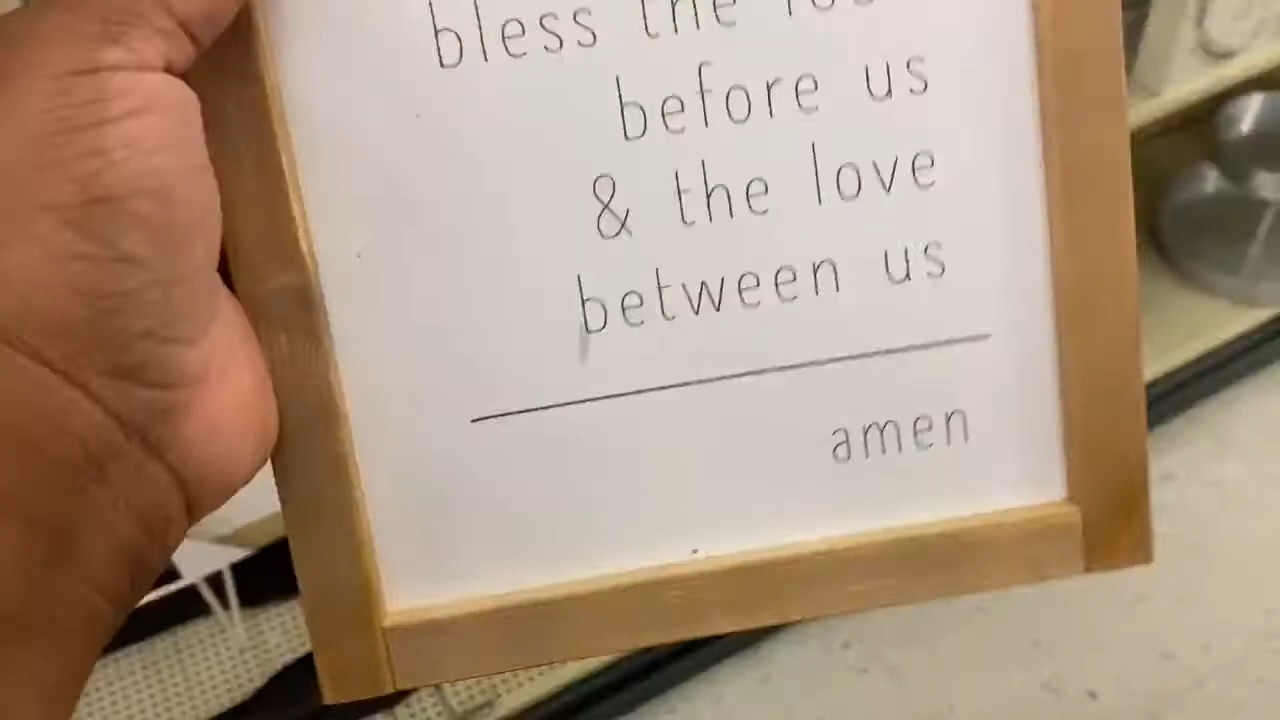 bless the
before us
& the love
between us
amen